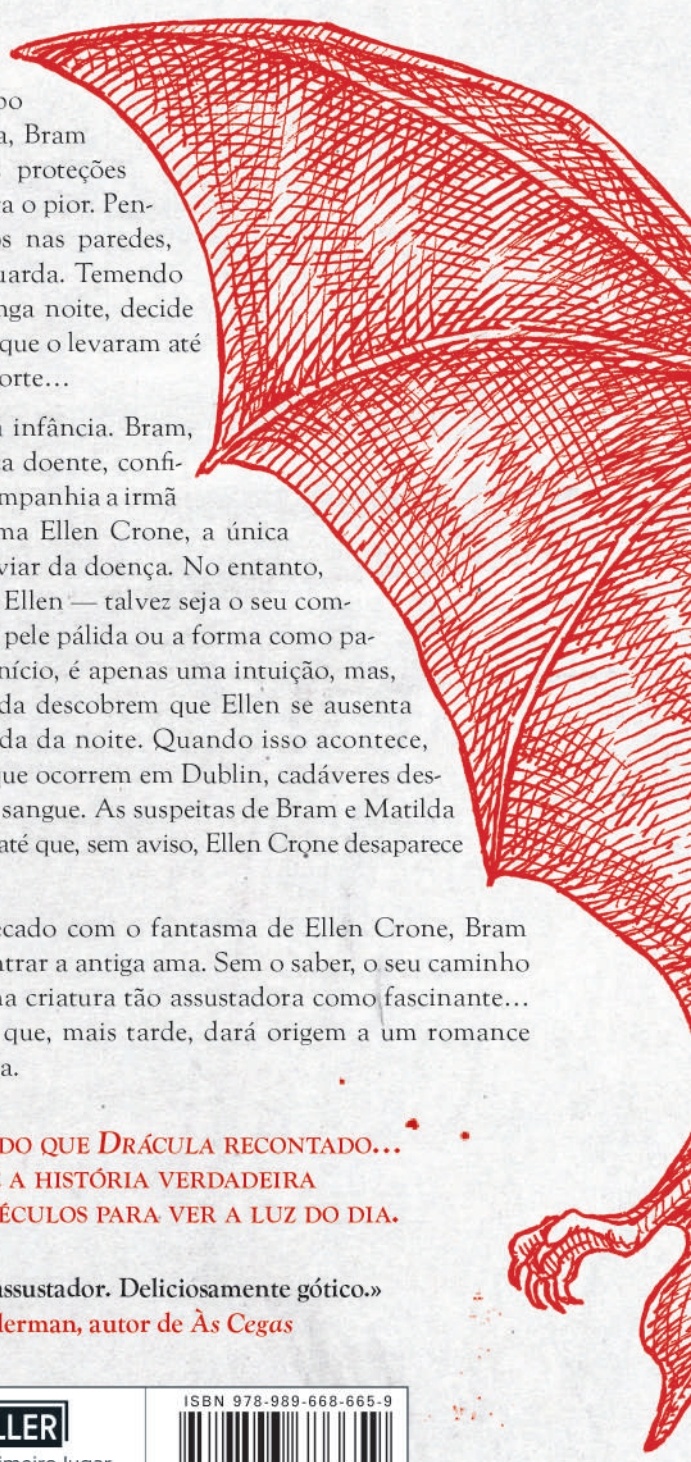 po
a, Bram
proteções
a o pior. Pen-
s nas paredes,
uarda. Temendo
nga noite, decide
que o levaram até
orte…
a infância. Bram,
ça doente, confi-
mpanhia a irmã
ma Ellen Crone, a única
viar da doença. No entanto,
Ellen — talvez seja o seu com-
pele pálida ou a forma como pa-
nício, é apenas uma intuição, mas,
da descobrem que Ellen se ausenta
da da noite. Quando isso acontece,
que ocorrem em Dublin, cadáveres des-
sangue. As suspeitas de Bram e Matilda
até que, sem aviso, Ellen Crone desaparece
ecado com o fantasma de Ellen Crone, Bram
ntrar a antiga ama. Sem o saber, o seu caminho
na criatura tão assustadora como fascinante…
que, mais tarde, dará origem a um romance
a.
DO QUE DRÁCULA RECONTADO…
A HISTÓRIA VERDADEIRA
ÉCULOS PARA VER A LUZ DO DIA.
assustador. Deliciosamente gótico.»
lerman, autor de Às Cegas
ISBN 978-989-668-665-9
LLER
rimeiro lugar